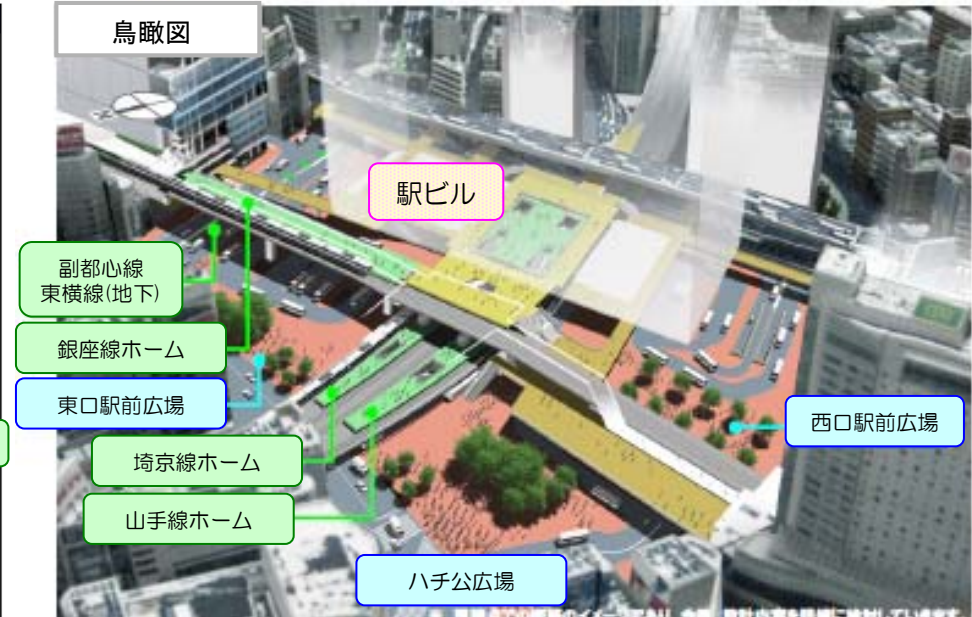 鳥瞰図
駅ビル
副都心線
東横線(地下)
銀座線ホーム
東口駅前広場
西口駅前広場
埼京線ホーム
山手線ホーム
ハチ公広場